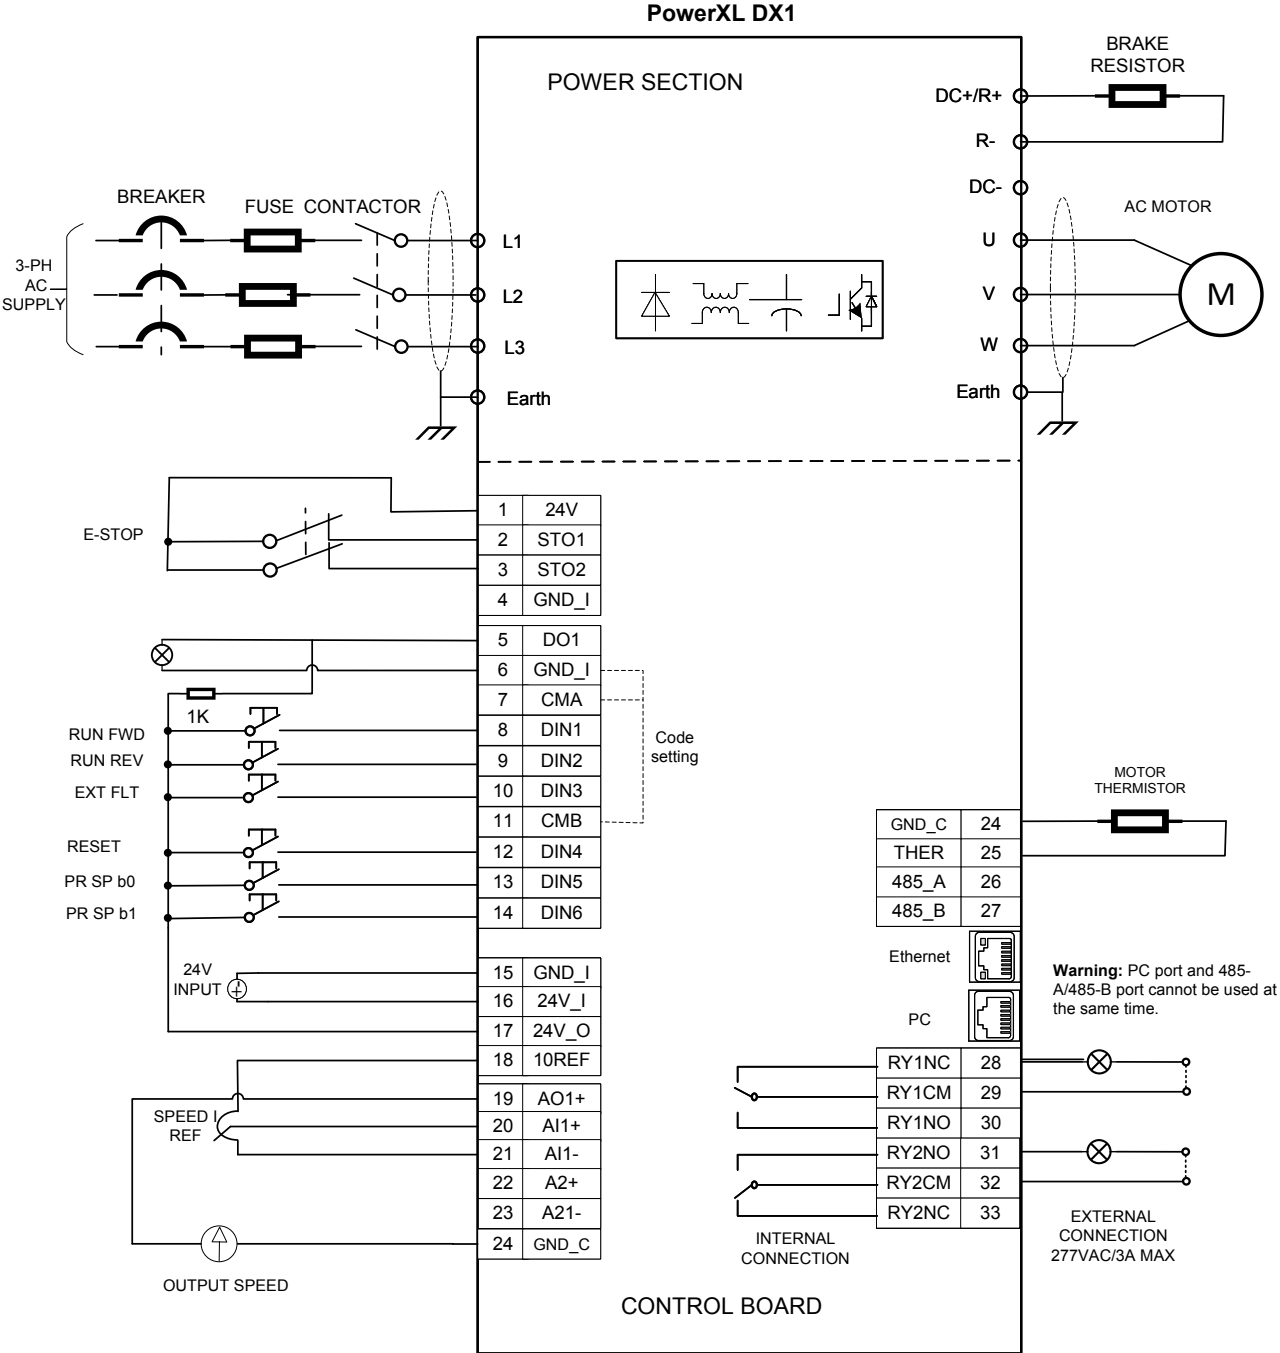 PowerXL DX1
POWER SECTION
BRAKE
RESISTOR
DC+/R+
R-
DC-
BREAKER
FUSE
CONTACTOR
3-PH
AC
SUPPLY
L1
L2
L3
Earth
AC MOTOR
U
V
W
Earth
M
E-STOP
1 24V
2 STO1
3 STO2
4 GND_I
5 DO1
6 GND_I
7 CMA
8 DIN1
9 DIN2
10 DIN3
11 CMB
12 DIN4
13 DIN5
14 DIN6
1K
RUN FWD
RUN REV
EXT FLT
RESET
PR SP b0
PR SP b1
Code
setting
24V
INPUT
15 GND_I
16 24V_I
17 24V_O
18 10REF
19 AO1+
20 AI1+
21 AI1-
22 A2+
23 A21-
24 GND_C
SPEED I
REF
OUTPUT SPEED
MOTOR
THERMISTOR
GND_C 24
THER 25
485_A 26
485_B 27
Ethernet
PC
Warning: PC port and 485-
A/485-B port cannot be used at
the same time.
RY1NC 28
RY1CM 29
RY1NO 30
RY2NO 31
RY2CM 32
RY2NC 33
INTERNAL
CONNECTION
EXTERNAL
CONNECTION
277VAC/3A MAX
CONTROL BOARD